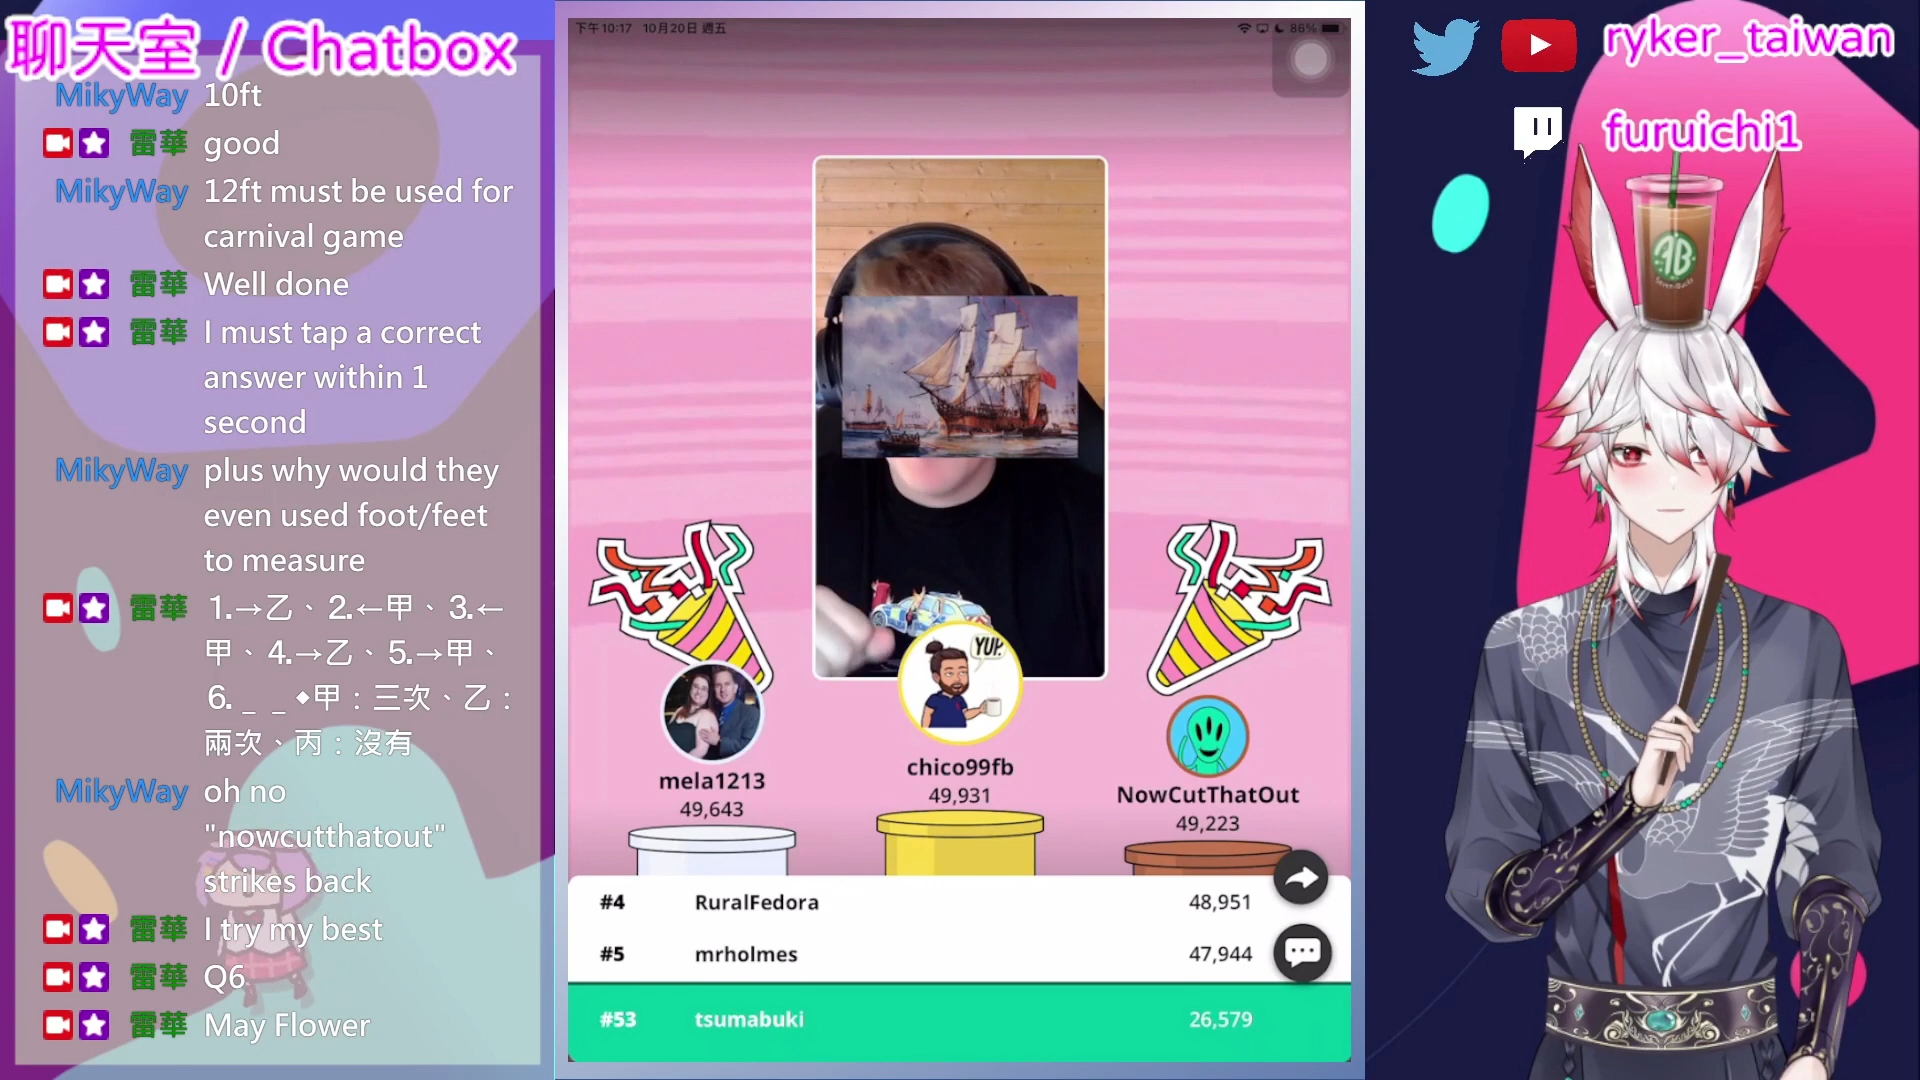 聊天室 / Chatbox
MikyWay 10ft
雷華 good
MikyWay 12ft must be used for
carnival game
雷華 Well done
雷華 I must tap a correct
answer within 1
second
MikyWay plus why would they
even used foot/feet
to measure
雷華 1.→乙、2.←甲、3.←
甲、4.→乙、5.→甲、
6. _ _ ◆甲：三次、乙：
兩次、丙：沒有
MikyWay oh no
"nowcutthatout"
strikes back
雷華 I try my best
雷華 Q6
雷華 May Flower
下午10:17 10月20日 週五
86%
YUP.
mela1213
49,643
chico99fb
49,931
NowCutThatOut
49,223
#4 RuralFedora 48,951
#5 mrholmes 47,944
#53 tsumabuki 26,579
ryker_taiwan
furuichi1